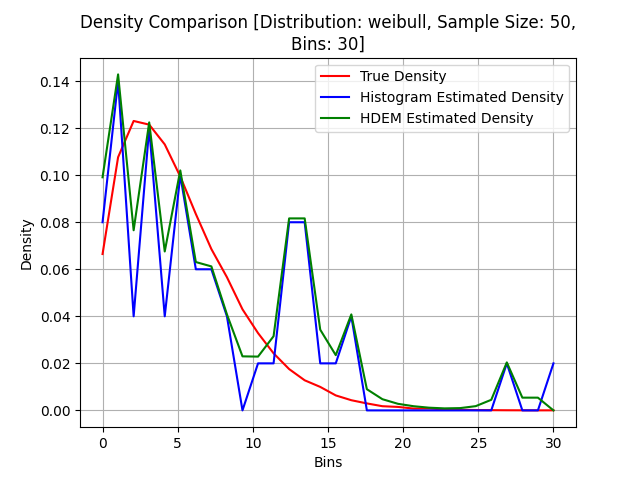 Density Comparison [Distribution: weibull, Sample Size: 50,
Bins: 30]
True Density
Histogram Estimated Density
HDEM Estimated Density
Density
0.14
0.12
0.10
0.08
0.06
0.04
0.02
0.00
0 5 10 15 20 25 30
Bins